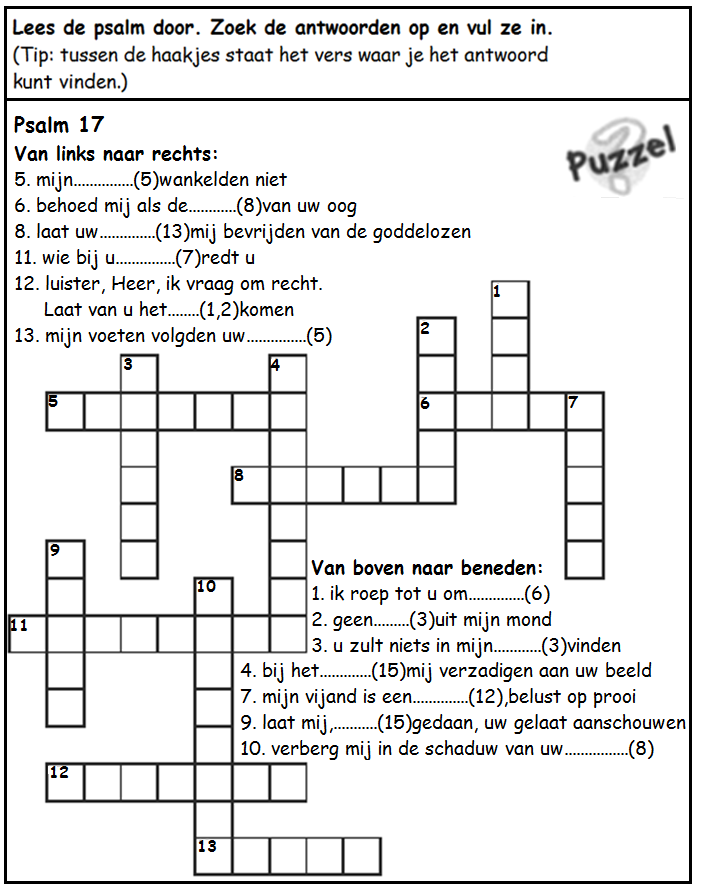 Lees de psalm door. Zoek de antwoorden op en vul ze in.
(Tip: tussen de haakjes staat het vers waar je het antwoord
kunt vinden.)
Psalm 17
Puzzel
?
Van links naar rechts:
5. mijn...............(5)wankelden niet
6. behoed mij als de............(8)van uw oog
8. laat uw..............(13)mij bevrijden van de goddelozen
11. wie bij u...............(7)redt u
12. luister, Heer, ik vraag om recht.
Laat van u het........(1,2)komen
13. mijn voeten volgden uw...............(5)
1
2
3
4
5
6
7
8
9
10
11
Van boven naar beneden:
1. ik roep tot u om..............(6)
2. geen.........(3)uit mijn mond
3. u zult niets in mijn............(3)vinden
4. bij het.............(15)mij verzadigen aan uw beeld
7. mijn vijand is een..............(12),belust op prooi
9. laat mij,...........(15)gedaan, uw gelaat aanschouwen
10. verberg mij in de schaduw van uw................(8)
12
13